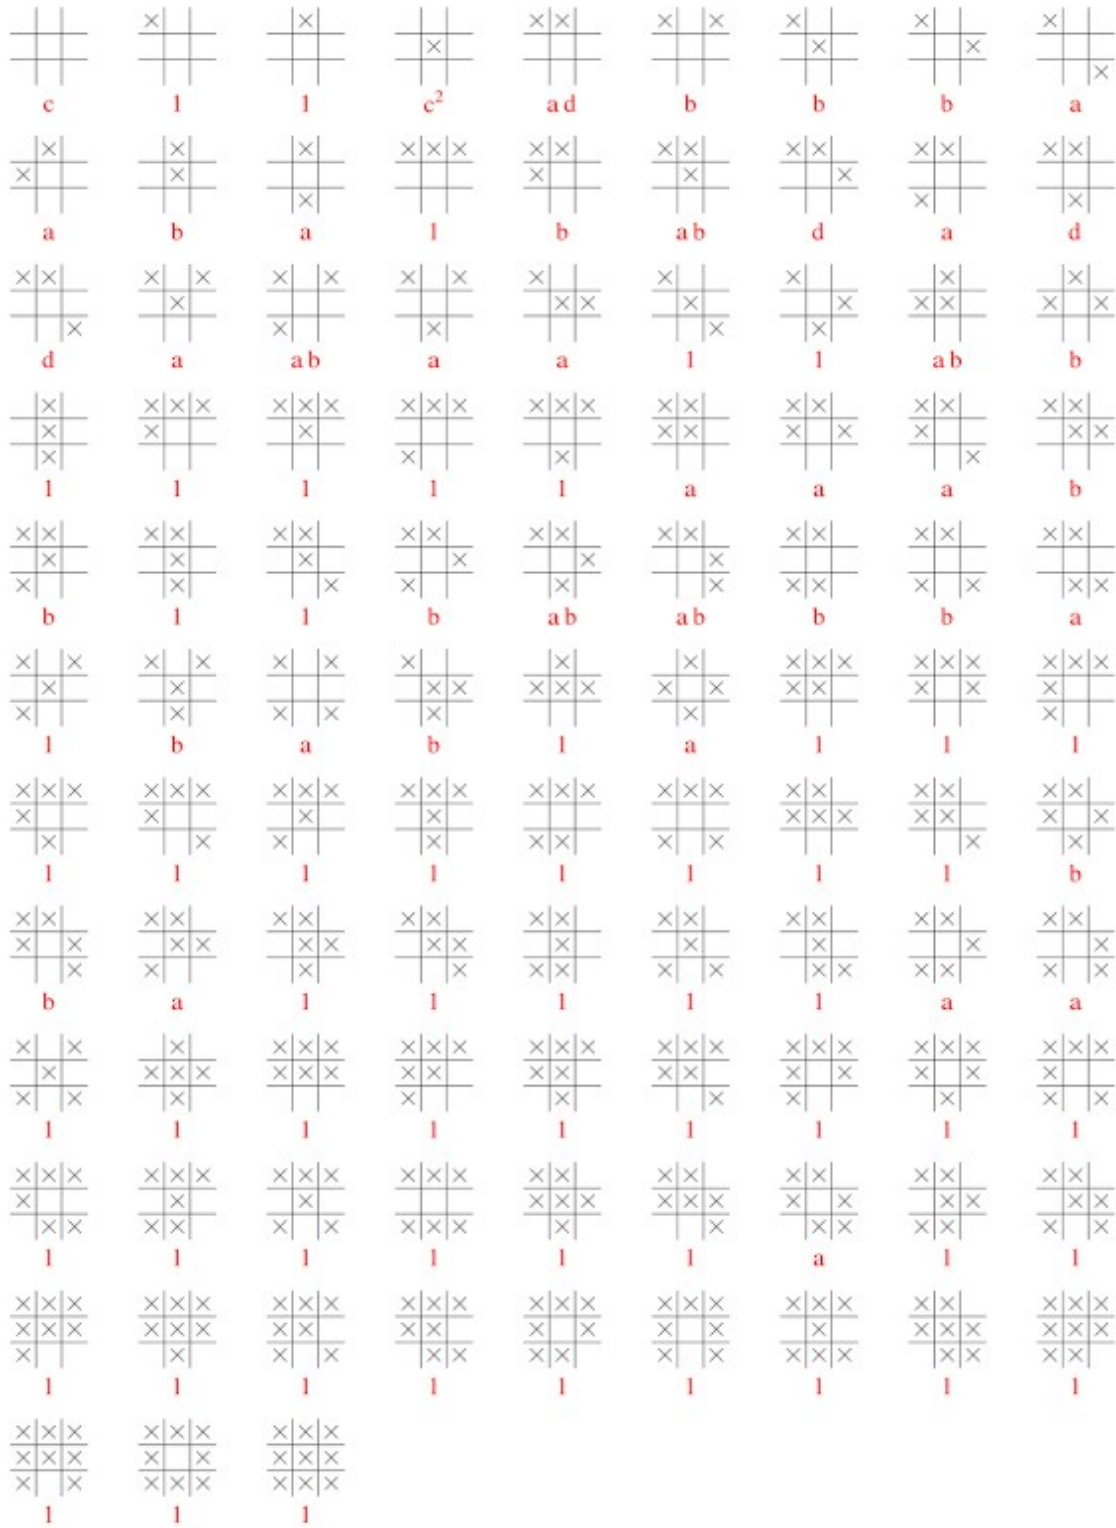 c 1 1 c² a d b b b a
a b a 1 b a b d a d
d a a b a a 1 1 a b b
1 1 1 1 1 a a a b
b 1 1 b a b a b b b a
1 b a b 1 a 1 1 1
1 1 1 1 1 1 1 1 b
b a 1 1 1 1 1 a a
1 1 1 1 1 1 1 1 1
1 1 1 1 1 1 a 1 1
1 1 1 1 1 1 1 1 1
1 1 1